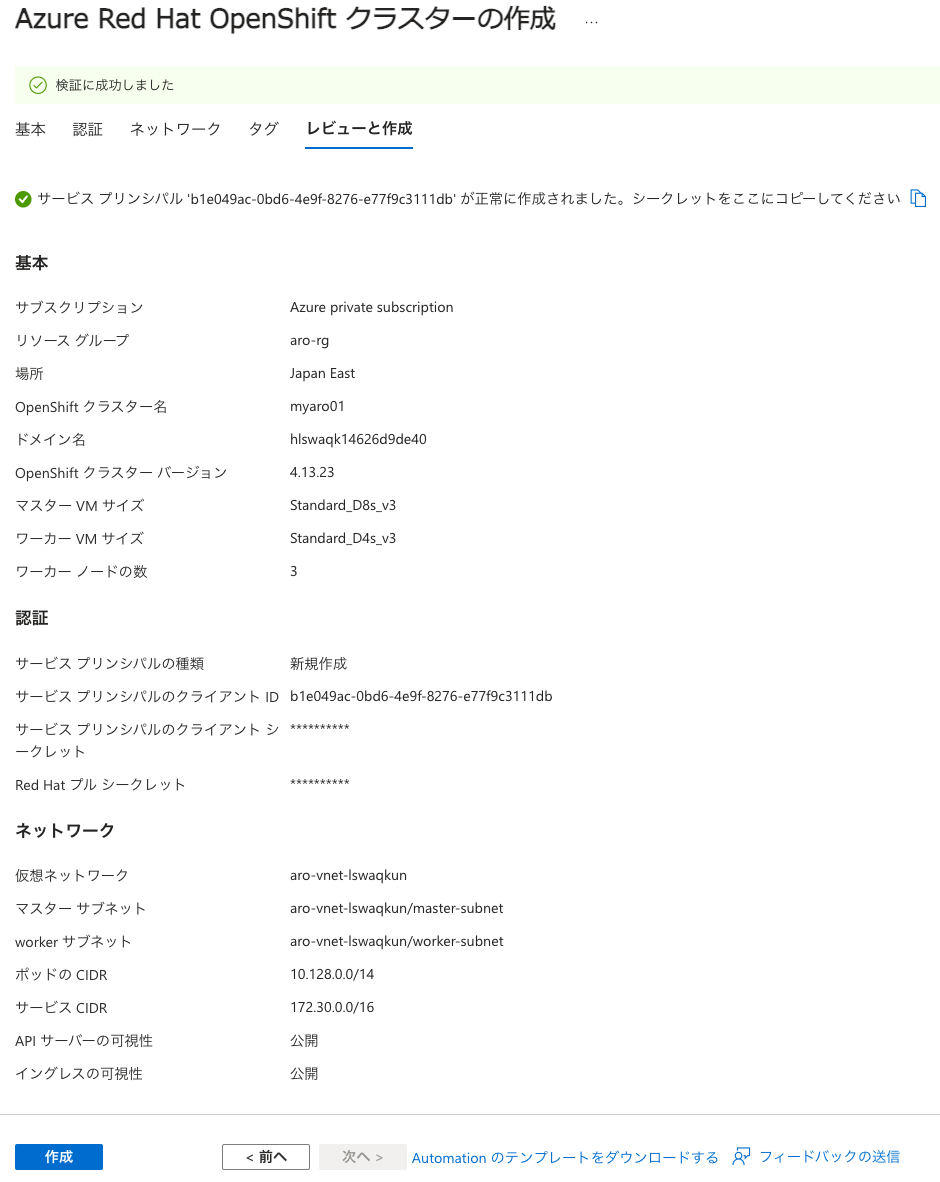 Azure Red Hat OpenShift クラスターの作成 …
検証に成功しました
基本 認証 ネットワーク タグ レビューと作成
サービス プリンシパル 'b1e049ac-0bd6-4e9f-8276-e77f9c3111db' が正常に作成されました。シークレットをここにコピーしてください
基本
サブスクリプション Azure private subscription
リソース グループ aro-rg
場所 Japan East
OpenShift クラスター名 myaro01
ドメイン名 hlswaqk14626d9de40
OpenShift クラスター バージョン 4.13.23
マスター VM サイズ Standard_D8s_v3
ワーカー VM サイズ Standard_D4s_v3
ワーカー ノードの数 3
認証
サービス プリンシパルの種類 新規作成
サービス プリンシパルのクライアント ID b1e049ac-0bd6-4e9f-8276-e77f9c3111db
サービス プリンシパルのクライアント シ **********
ークレット
Red Hat プル シークレット **********
ネットワーク
仮想ネットワーク aro-vnet-lswaqkun
マスター サブネット aro-vnet-lswaqkun/master-subnet
worker サブネット aro-vnet-lswaqkun/worker-subnet
ポッドの CIDR 10.128.0.0/14
サービス CIDR 172.30.0.0/16
API サーバーの可視性 公開
イングレスの可視性 公開
作成 < 前へ 次へ > Automation のテンプレートをダウンロードする フィードバックの送信